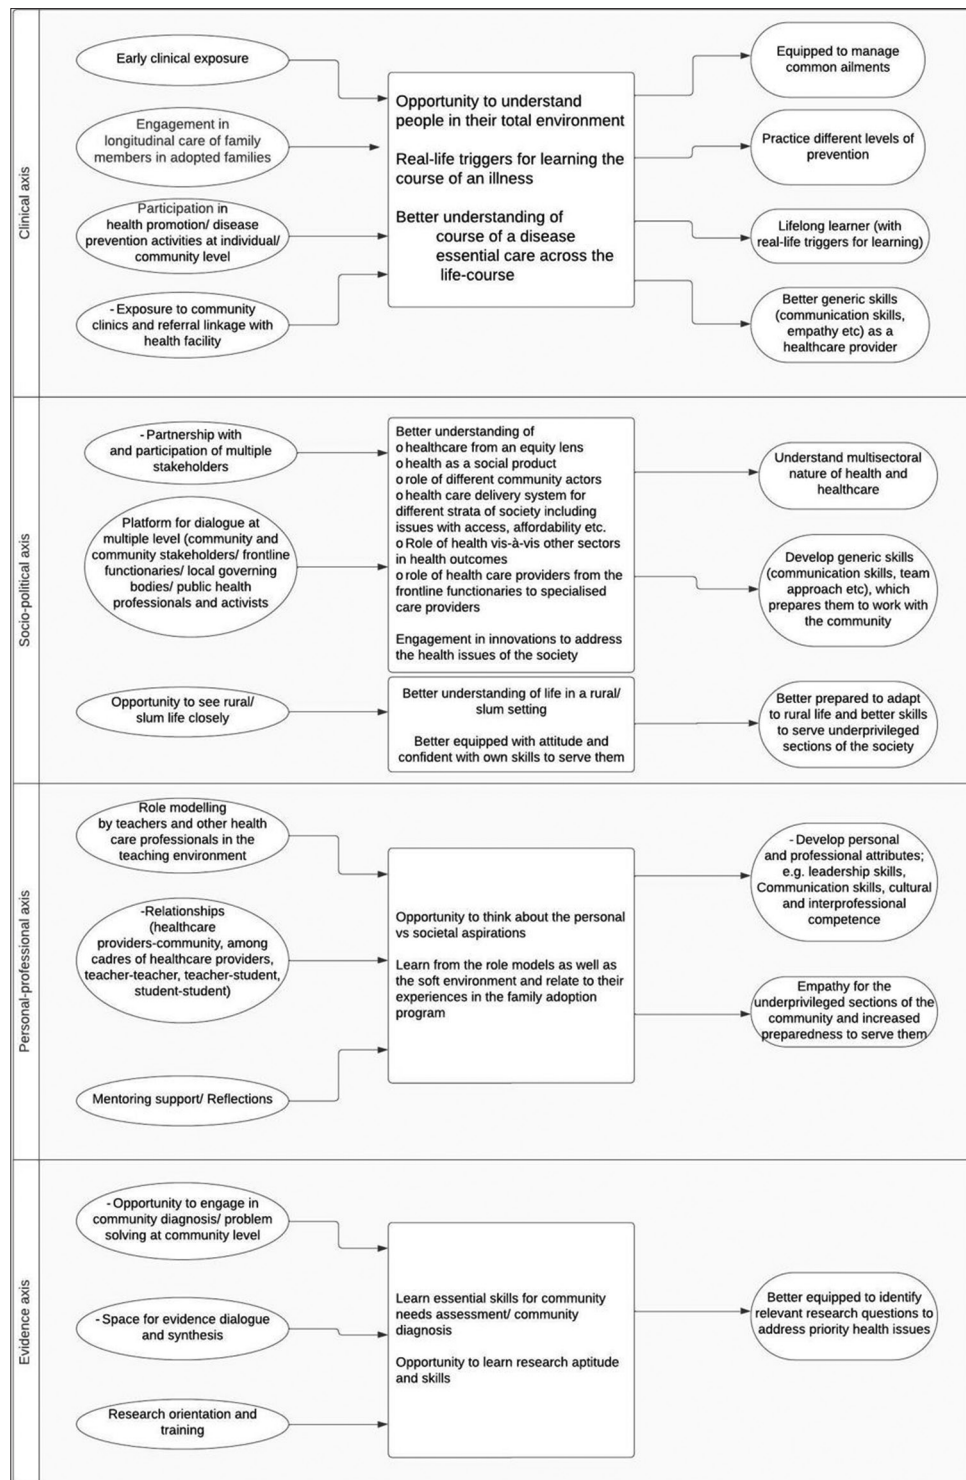 Clinical axis
Early clinical exposure
Engagement in
longitudinal care of family
members in adopted families
Participation in
health promotion/ disease
prevention activities at individual/
community level
- Exposure to community
clinics and referral linkage with
health facility
Opportunity to understand
people in their total environment
Real-life triggers for learning the
course of an illness
Better understanding of
course of a disease
essential care across the
life-course
Equipped to manage
common ailments
Practice different levels of
prevention
Lifelong learner (with
real-life triggers for learning)
Better generic skills
(communication skills,
empathy etc) as a
healthcare provider
Socio-political axis
- Partnership with
and participation of multiple
stakeholders
Platform for dialogue at
multiple level (community and
community stakeholders/ frontline
functionaries/ local governing
bodies/ public health
professionals and activists
Opportunity to see rural/
slum life closely
Better understanding of
o healthcare from an equity lens
o health as a social product
o role of different community actors
o health care delivery system for
different strata of society including
issues with access, affordability etc.
o Role of health vis-à-vis other sectors
in health outcomes
o role of health care providers from the
frontline functionaries to specialised
care providers
Engagement in innovations to address
the health issues of the society
Better understanding of life in a rural/
slum setting
Better equipped with attitude and
confident with own skills to serve them
Understand multisectoral
nature of health and
healthcare
Develop generic skills
(communication skills, team
approach etc), which
prepares them to work with
the community
Better prepared to adapt
to rural life and better skills
to serve underprivileged
sections of the society
Personal-professional axis
Role modelling
by teachers and other health
care professionals in the
teaching environment
-Relationships
(healthcare
providers-community, among
cadres of healthcare providers,
teacher-teacher, teacher-student,
student-student)
Mentoring support/ Reflections
Opportunity to think about the personal
vs societal aspirations
Learn from the role models as well as
the soft environment and relate to their
experiences in the family adoption
program
- Develop personal
and professional attributes;
e.g. leadership skills,
Communication skills, cultural
and interprofessional
competence
Empathy for the
underprivileged sections of the
community and increased
preparedness to serve them
Evidence axis
- Opportunity to engage in
community diagnosis/ problem
solving at community level
- Space for evidence dialogue
and synthesis
Research orientation and
training
Learn essential skills for community
needs assessment/ community
diagnosis
Opportunity to learn research aptitude
and skills
Better equipped to identify
relevant research questions to
address priority health issues